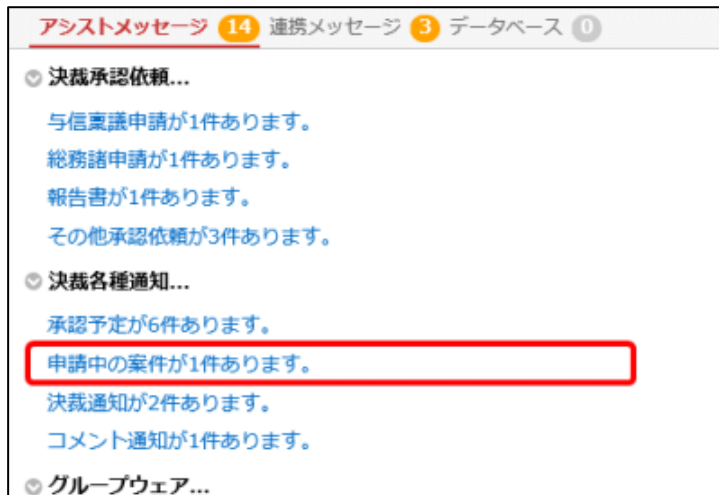 アシストメッセージ 14 連携メッセージ 3 データベース 0
決裁承認依頼...
与信稟議申請が1件あります。
総務諸申請が1件あります。
報告書が1件あります。
その他承認依頼が3件あります。
決裁各種通知...
承認予定が6件あります。
申請中の案件が1件あります。
決裁通知が2件あります。
コメント通知が1件あります。
グループウェア...